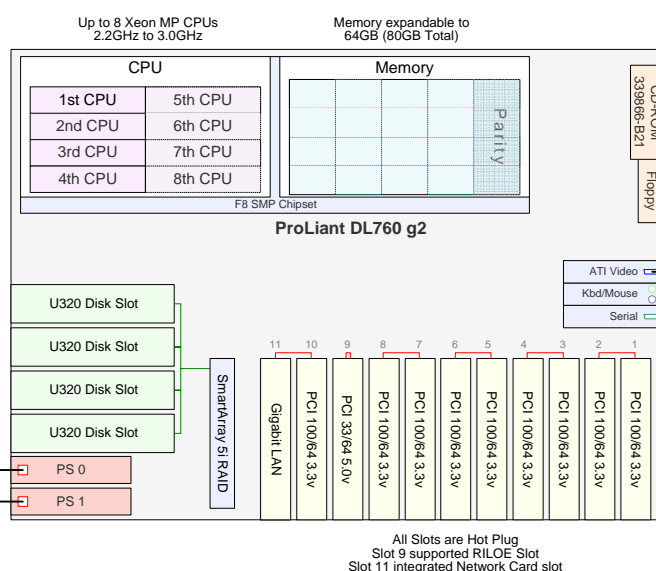 Up to 8 Xeon MP CPUs
2.2GHz to 3.0GHz
Memory expandable to
64GB (80GB Total)
CPU
Memory
1st CPU
5th CPU
2nd CPU
6th CPU
3rd CPU
7th CPU
4th CPU
8th CPU
Parity
F8 SMP Chipset
ProLiant DL760 g2
CD-ROM
339866-B21
Floppy
ATI Video
Kbd/Mouse
Serial
U320 Disk Slot
U320 Disk Slot
U320 Disk Slot
U320 Disk Slot
PS 0
PS 1
SmartArray 5i RAID
11 10 9 8 7 6 5 4 3 2 1
Gigabit LAN
PCI 100/64 3.3v
PCI 33/64 5.0v
PCI 100/64 3.3v
PCI 100/64 3.3v
PCI 100/64 3.3v
PCI 100/64 3.3v
PCI 100/64 3.3v
PCI 100/64 3.3v
PCI 100/64 3.3v
PCI 100/64 3.3v
All Slots are Hot Plug
Slot 9 supported RILOE Slot
Slot 11 integrated Network Card slot